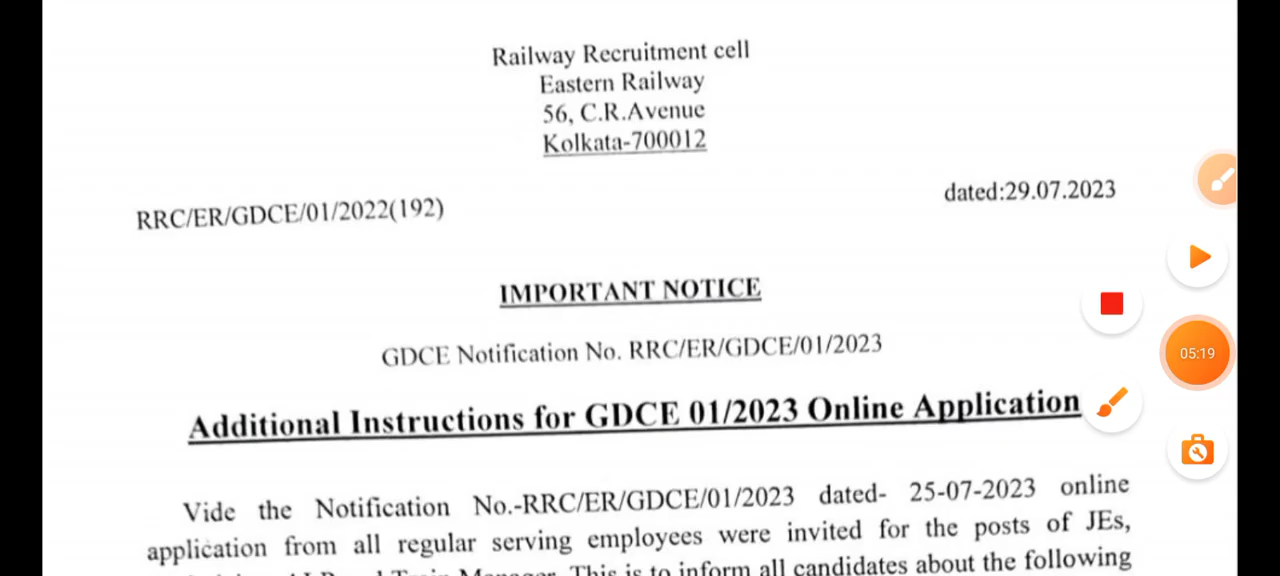 Railway Recruitment cell
Eastern Railway
56, C.R.Avenue
Kolkata-700012
RRC/ER/GDCE/01/2022(192)
dated:29.07.2023
IMPORTANT NOTICE
GDCE Notification No. RRC/ER/GDCE/01/2023
Additional Instructions for GDCE 01/2023 Online Application
05:19
Vide the Notification No.-RRC/ER/GDCE/01/2023 dated- 25-07-2023 online
application from all regular serving employees were invited for the posts of JEs,
Train Manager. This is to inform all candidates about the following